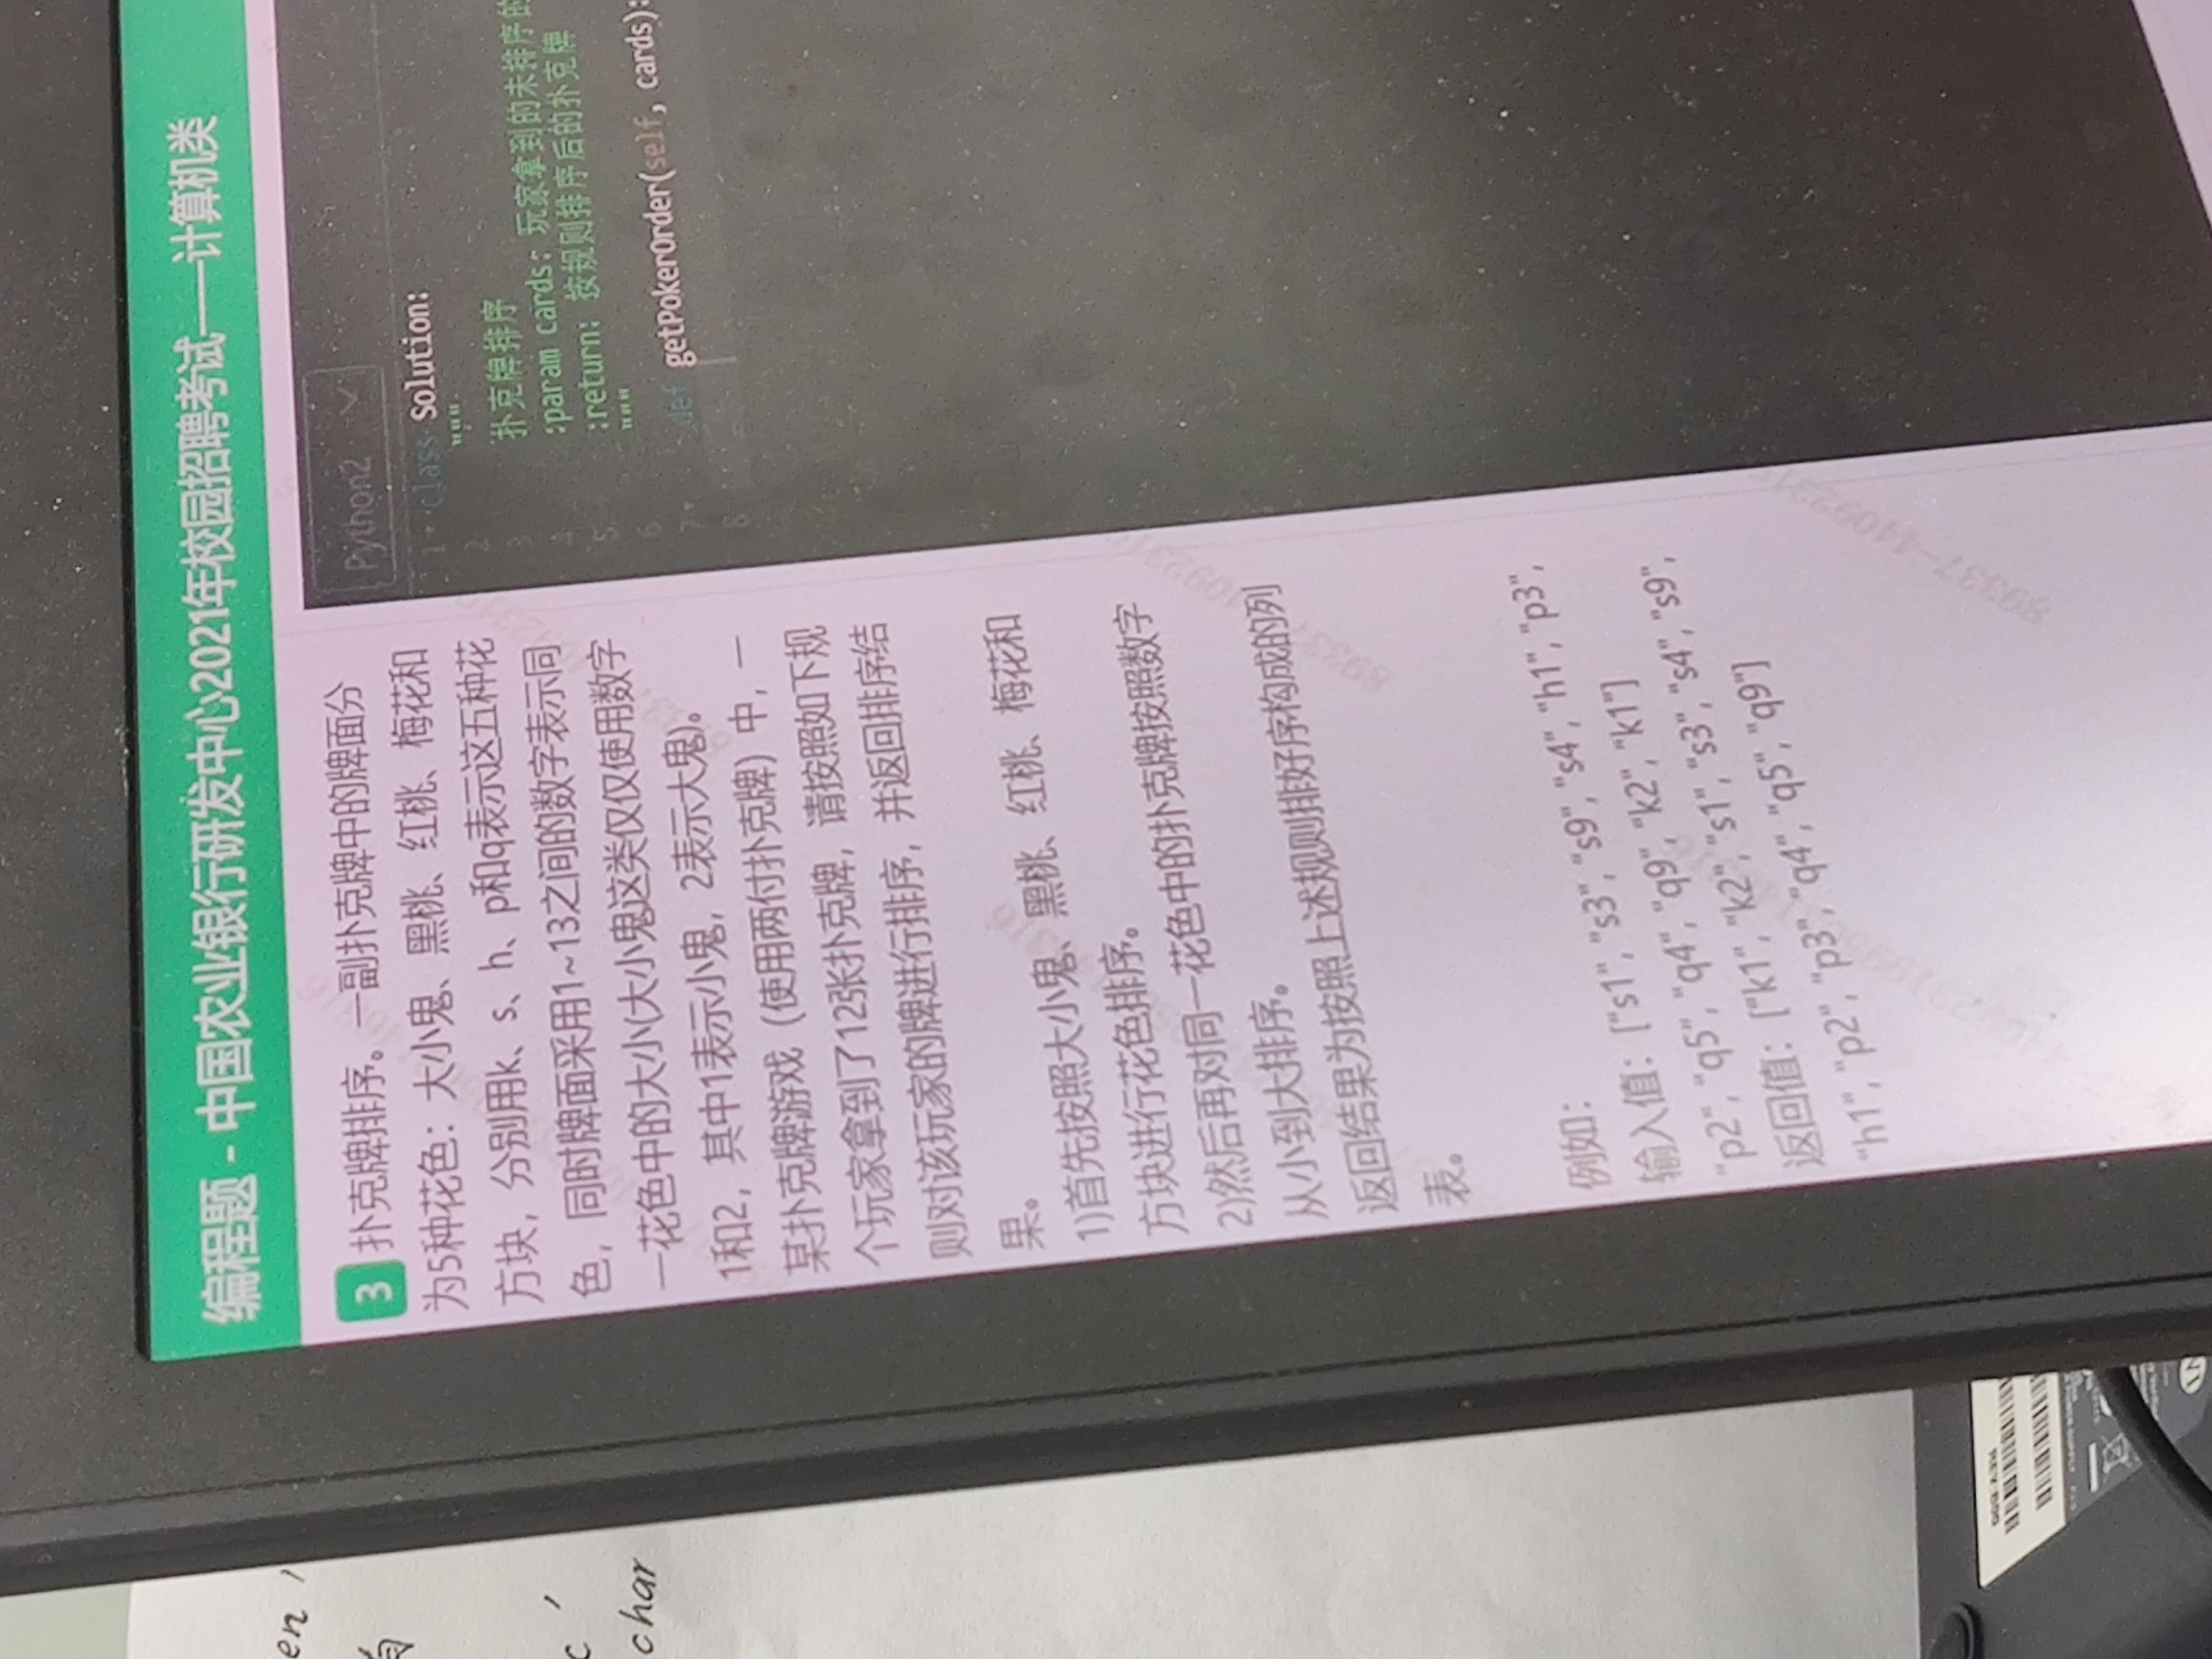 编程题 - 中国农业银行研发中心2021年校园招聘考试——计算机类
3 扑克牌排序。一副扑克牌中的牌面分
为5种花色：大小鬼、黑桃、红桃、梅花和
方块，分别用k、s、h、p和q表示这五种花
色，同时牌面采用1~13之间的数字表示同
一花色中的大小(大小鬼这类仅仅使用数字
1和2，其中1表示小鬼，2表示大鬼)。
某扑克牌游戏（使用两付扑克牌）中，一
个玩家拿到了12张扑克牌，请按照如下规
则对该玩家的牌进行排序，并返回排序结
果。
1)首先按照大小鬼、黑桃、红桃、梅花和
方块进行花色排序。
2)然后再对同一花色中的扑克牌按照数字
从小到大排序。
返回结果为按照上述规则排好序构成的列
表。
例如：
输入值：["s1", "s3", "s9", "s4", "h1", "p3",
"p2", "q5", "q4", "q9", "k2", "k1"]
返回值：["k1", "k2", "s1", "s3", "s4", "s9",
"h1", "p2", "p3", "q4", "q5", "q9"]
Python2
1 class Solution:
2 """
3 扑克牌排序
4 :param cards: 玩家拿到的未排序的
5 :return: 按规则排序后的扑克牌
6 """
7 def getPokerOrder(self, cards):
8
en
c
char